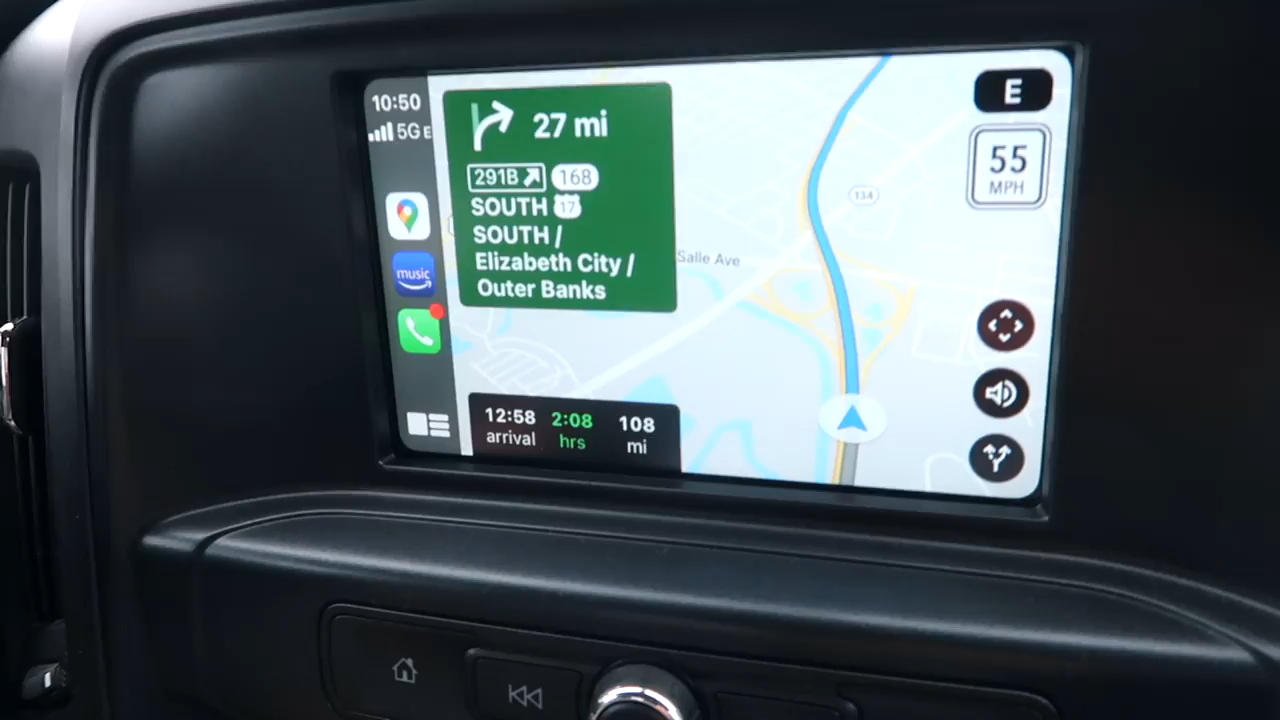 10:50
5G E
music
27 mi
291B 168
SOUTH 17
SOUTH /
Elizabeth City /
Outer Banks
12:58 2:08 108
arrival hrs mi
Salle Ave
134
E
55
MPH